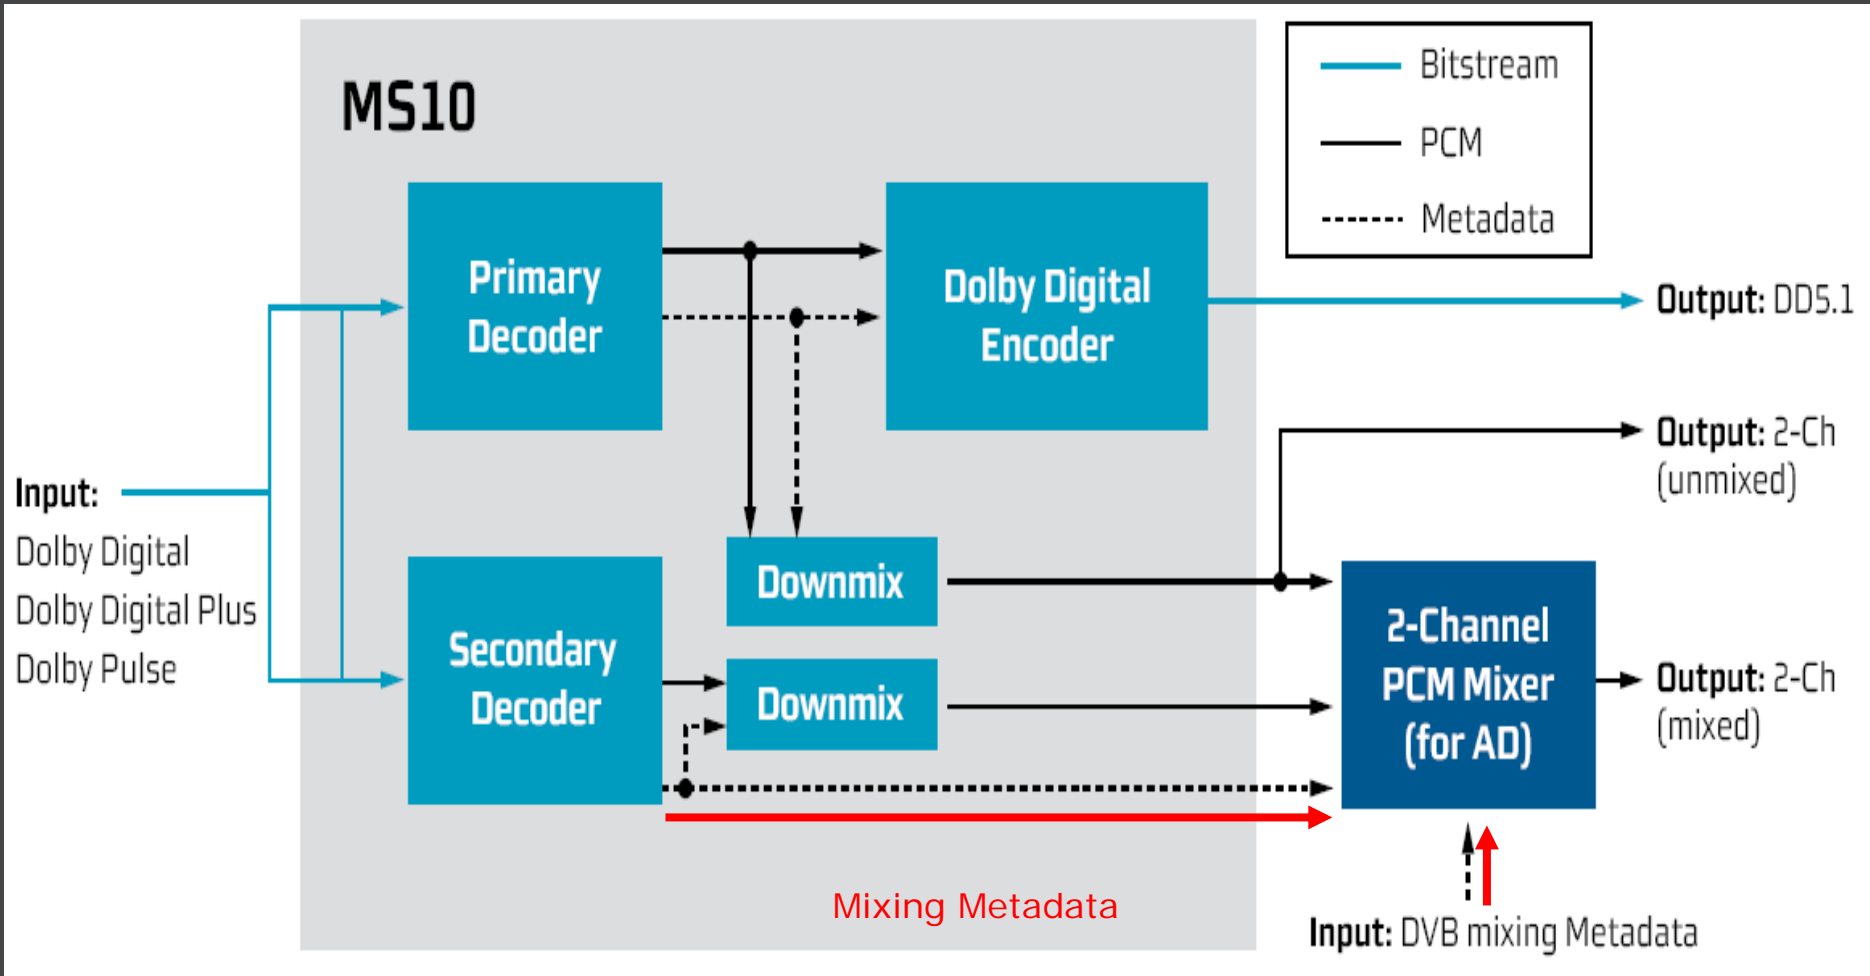 MS10
Bitstream
PCM
Metadata
Primary
Decoder
Dolby Digital
Encoder
Output: DD5.1
Output: 2-Ch
(unmixed)
Input:
Dolby Digital
Dolby Digital Plus
Dolby Pulse
Downmix
Secondary
Decoder
Downmix
2-Channel
PCM Mixer
(for AD)
Output: 2-Ch
(mixed)
Mixing Metadata
Input: DVB mixing Metadata